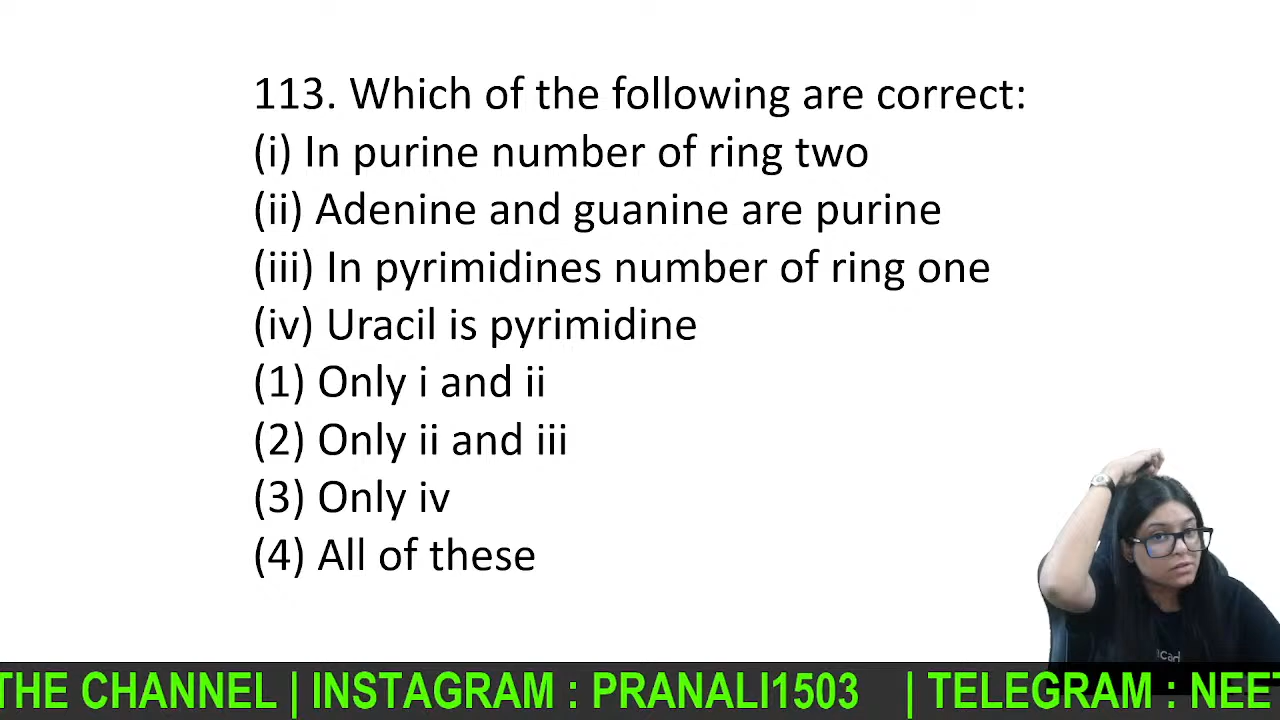 113. Which of the following are correct:
(i) In purine number of ring two
(ii) Adenine and guanine are purine
(iii) In pyrimidines number of ring one
(iv) Uracil is pyrimidine
(1) Only i and ii
(2) Only ii and iii
(3) Only iv
(4) All of these
THE CHANNEL | INSTAGRAM : PRANALI1503 | TELEGRAM : NEET